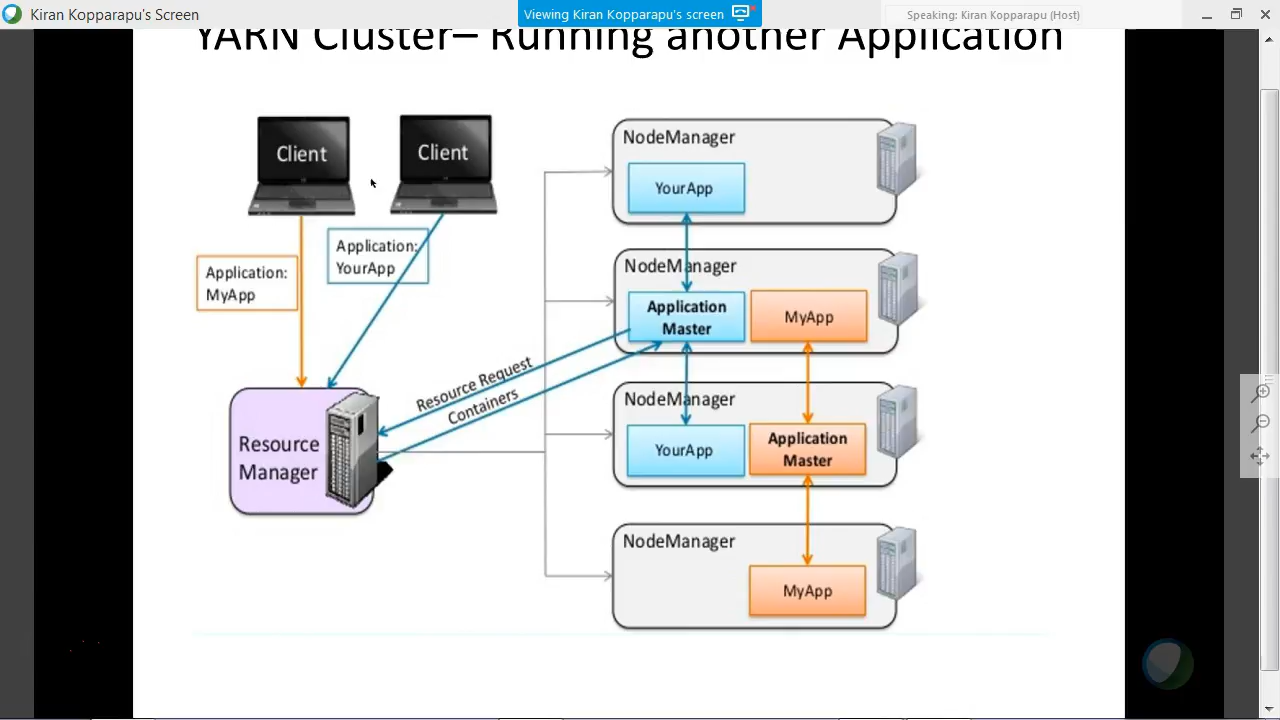 Kiran Kopparapu's Screen
Viewing Kiran Kopparapu's screen
Speaking: Kiran Kopparapu (Host)
YARN Cluster– Running another Application
Client
Client
Application:
MyApp
Application:
YourApp
Resource
Manager
Resource Request
Containers
NodeManager
YourApp
NodeManager
Application
Master
MyApp
NodeManager
YourApp
Application
Master
NodeManager
MyApp